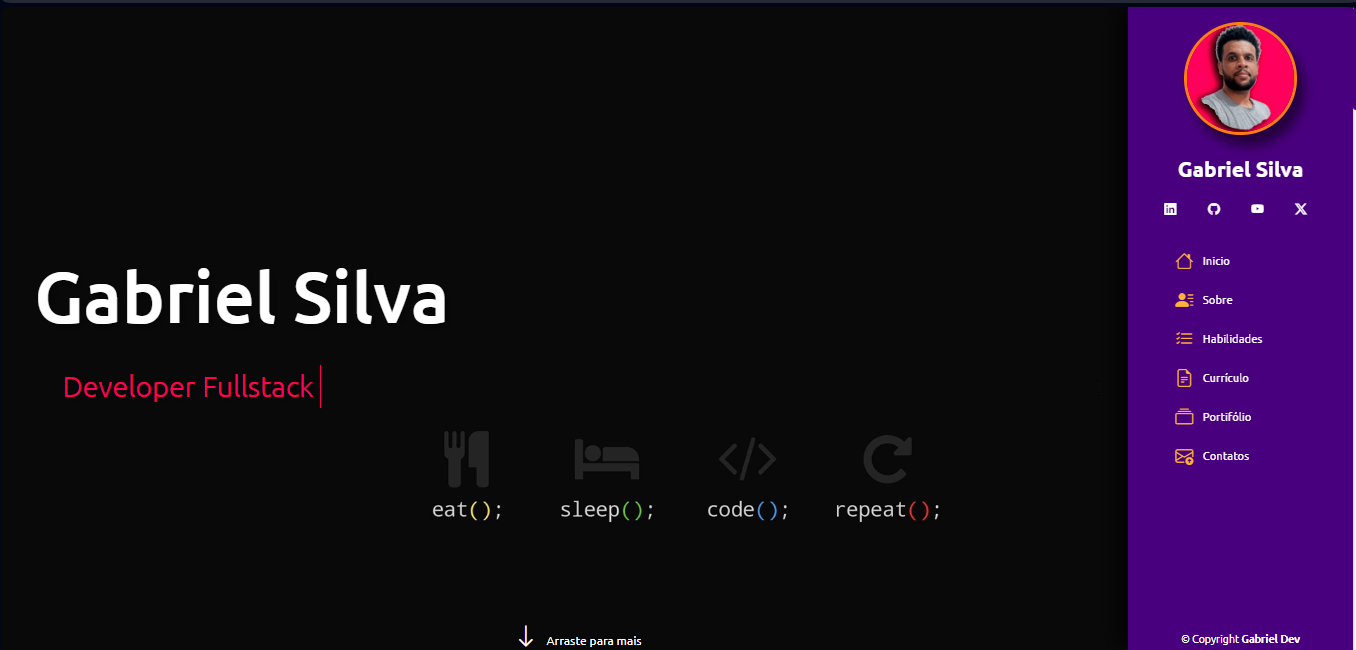 Gabriel Silva
Developer Fullstack
eat(); sleep(); code(); repeat();
Arraste para mais
Gabriel Silva
Inicio
Sobre
Habilidades
Currículo
Portifólio
Contatos
© Copyright Gabriel Dev